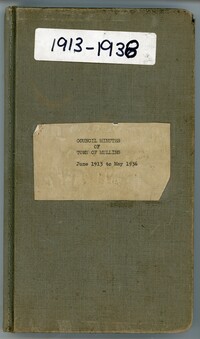 1913-1938
COUNCIL MINUTES
OF
TOWN OF MULLINS
June 1913 to May 1936